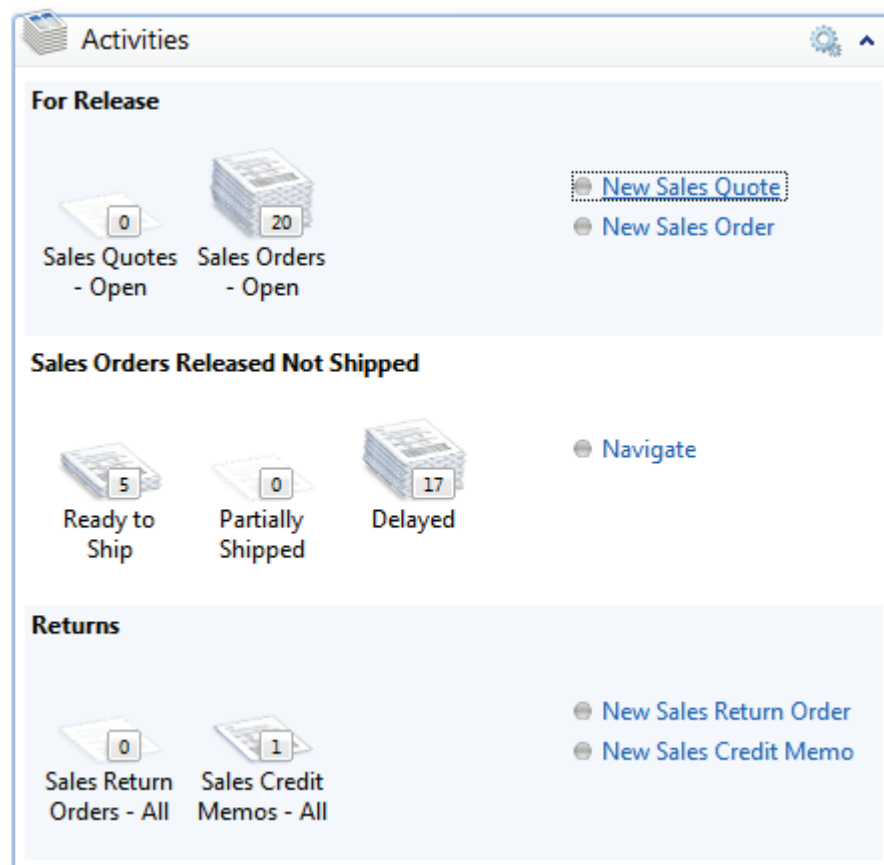 Activities
For Release
0
20
Sales Quotes
- Open
Sales Orders
- Open
New Sales Quote
New Sales Order
Sales Orders Released Not Shipped
5
0
17
Ready to
Ship
Partially
Shipped
Delayed
Navigate
Returns
0
1
Sales Return
Orders - All
Sales Credit
Memos - All
New Sales Return Order
New Sales Credit Memo